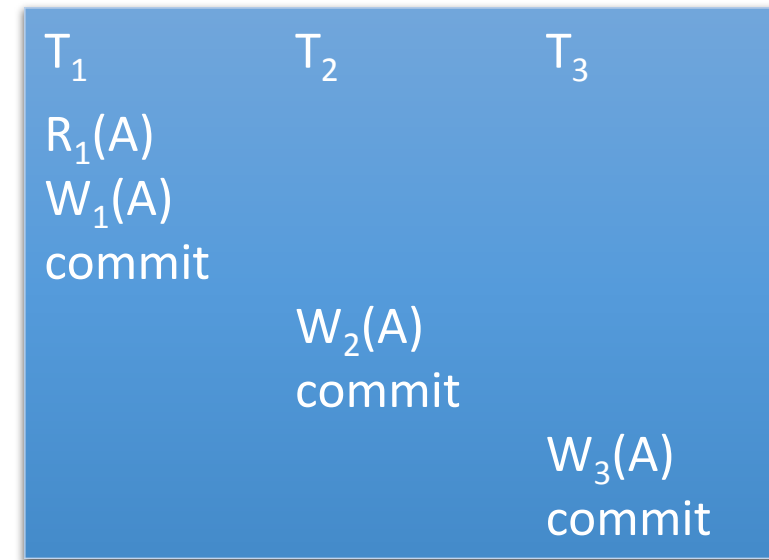 T₁ T₂ T₃
R₁(A)
W₁(A)
commit
W₂(A)
commit
W₃(A)
commit